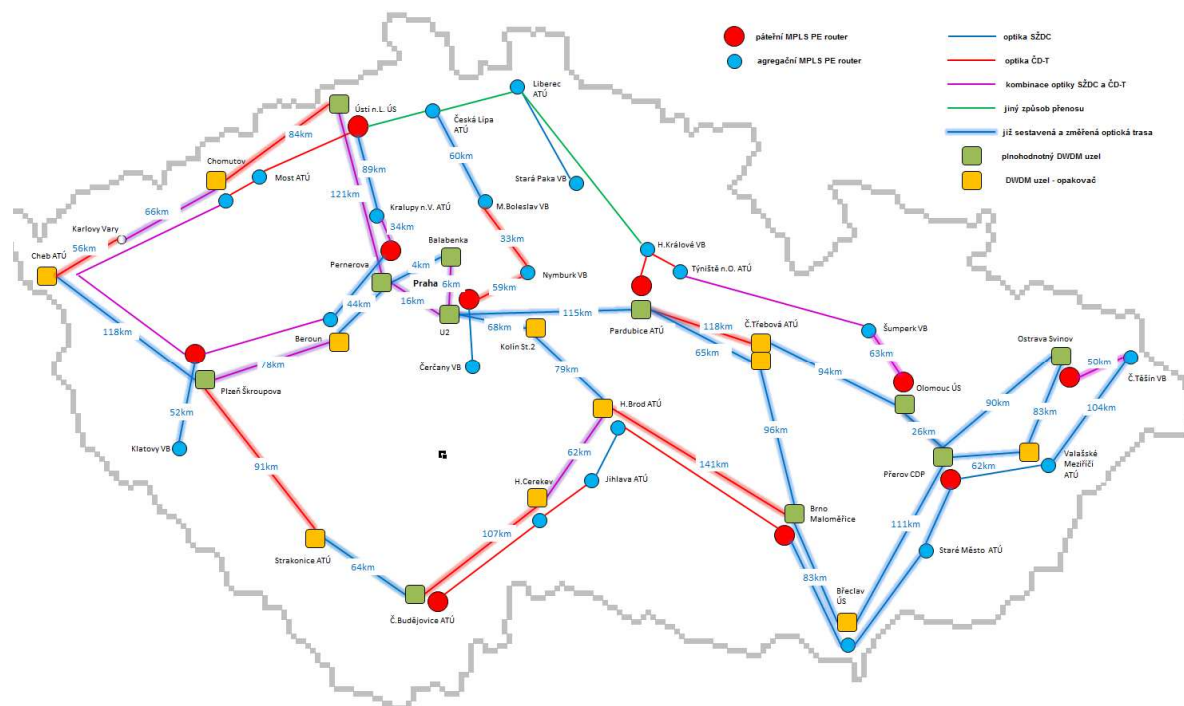 páteřní MPLS PE router
agregační MPLS PE router
optika SŽDC
optika ČD-T
kombinace optiky SŽDC a ČD-T
jiný způsob přenosu
již sestavená a změřená optická trasa
plnohodnotný DWDM uzel
DWDM uzel - opakovač
Liberec
ATÚ
Ústí n.L. ÚS
Česká Lípa
ATÚ
84km
Chomutov
Most ATÚ
89km
60km
Stará Paka VB
121km
66km
Kralupy n.V. ATÚ
M.Boleslav VB
Karlovy Vary
34km
33km
56km
Cheb ATÚ
Balabenka
H.Králové VB
Týniště n.O. ATÚ
Pernerova
4km
Nymburk VB
Praha
6km
59km
44km
16km
115km
118km
U2
68km
Pardubice ATÚ
118km
Č.Třebová ATÚ
Šumperk VB
Beroun
Kolín St.2
65km
63km
Ostrava Svinov
78km
Čerčany VB
50km
Č.Těšín VB
Plzeň Škroupova
79km
94km
Olomouc ÚS
90km
52km
H.Brod ATÚ
83km
104km
26km
Klatovy VB
96km
62km
141km
Přerov CDP
62km
Valašské
Meziříčí
ATÚ
91km
H.Cerekev
Jihlava ATÚ
Brno
Maloměřice
111km
107km
Strakonice ATÚ
Staré Město ATÚ
64km
83km
Břeclav
ÚS
Č.Budějovice ATÚ